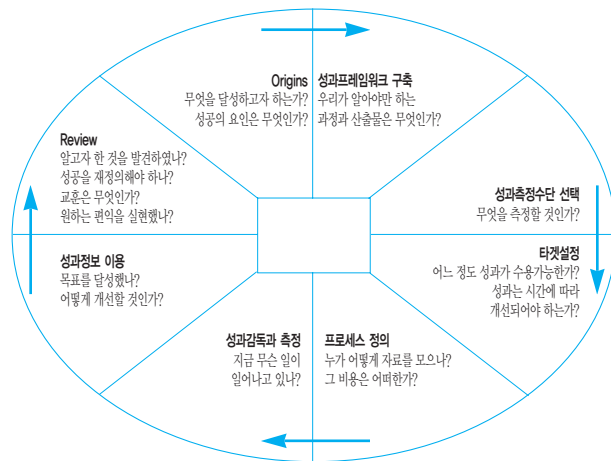 Origins
무엇을 달성하고자 하는가?
성공의 요인은 무엇인가?
성과프레임워크 구축
우리가 알아야만 하는
과정과 산출물은 무엇인가?
성과측정수단 선택
무엇을 측정할 것인가?
타겟설정
어느 정도 성과가 수용가능한가?
성과는 시간에 따라
개선되어야 하는가?
프로세스 정의
누가 어떻게 자료를 모으나?
그 비용은 어떠한가?
성과감독과 측정
지금 무슨 일이
일어나고 있나?
성과정보 이용
목표를 달성했나?
어떻게 개선할 것인가?
Review
알고자 한 것을 발견하였나?
성공을 재정의해야 하나?
교훈은 무엇인가?
원하는 편익을 실현했나?